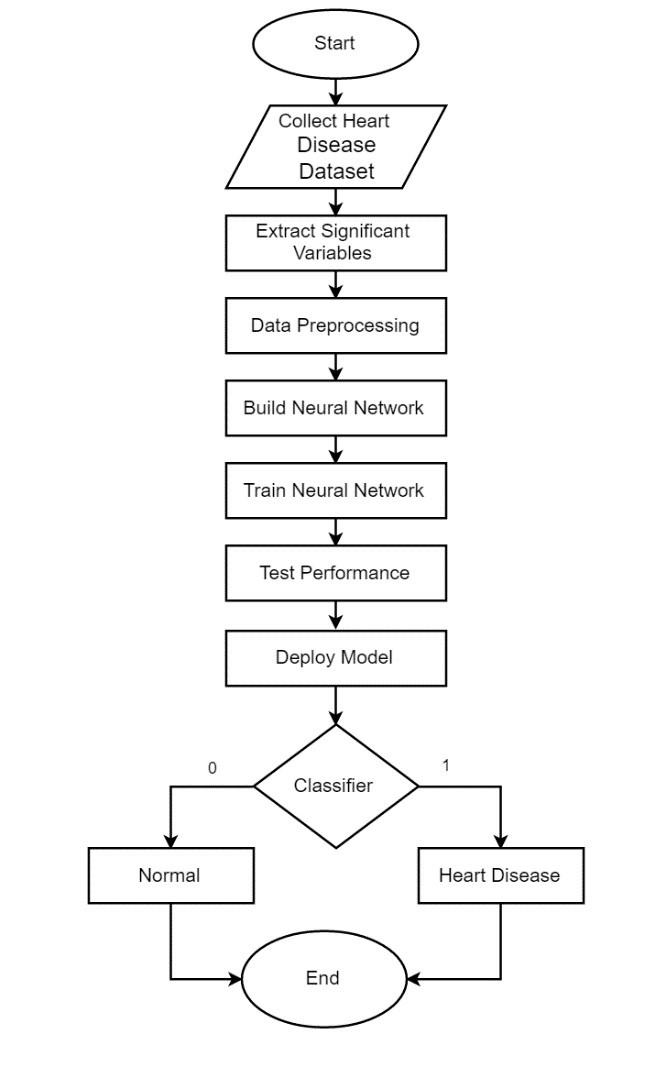 Start
Collect Heart
Disease
Dataset
Extract Significant
Variables
Data Preprocessing
Build Neural Network
Train Neural Network
Test Performance
Deploy Model
0
1
Classifier
Normal
Heart Disease
End